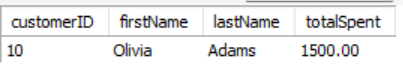 customerID firstName lastName totalSpent
10 Olivia Adams 1500.00